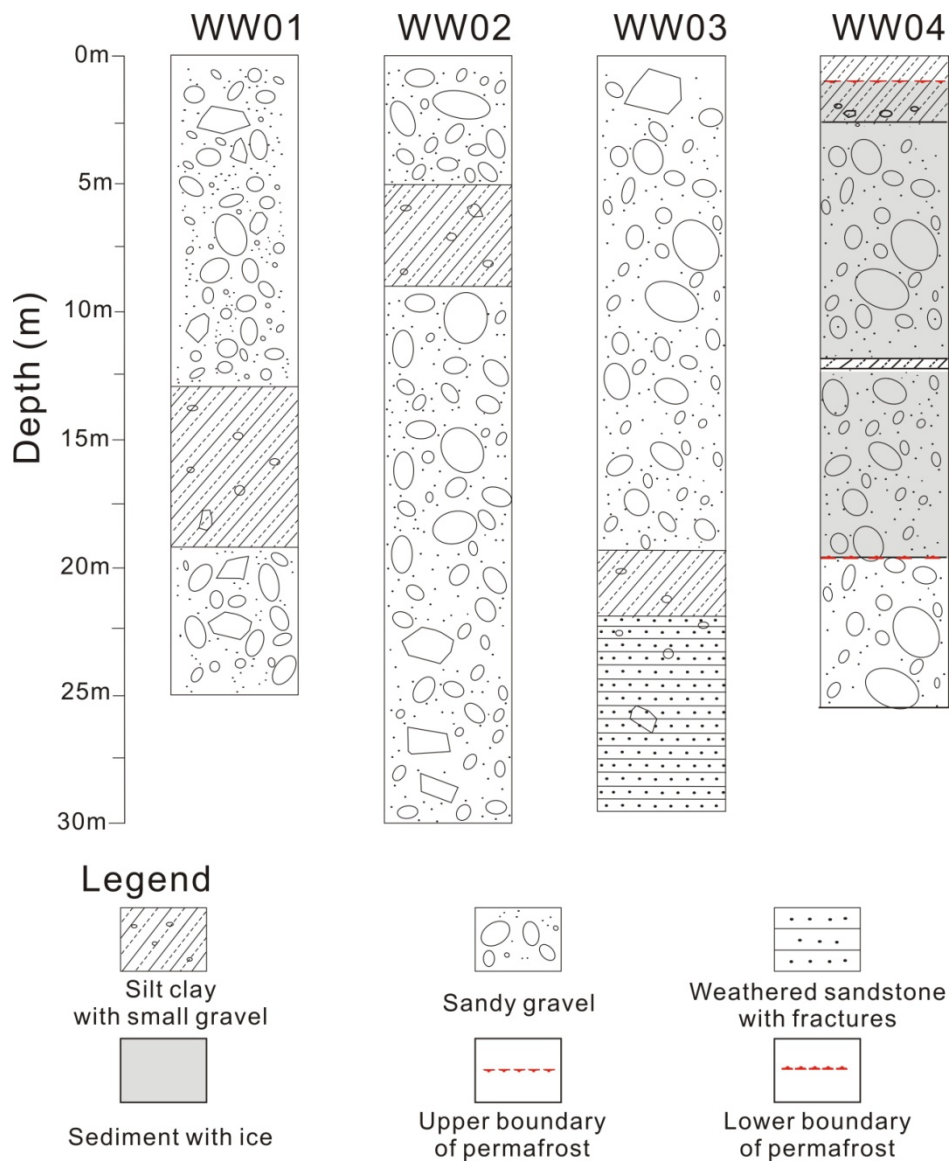 WW01 WW02 WW03 WW04
0m
5m
10m
15m
20m
25m
30m
Depth (m)
Legend
Silt clay
with small gravel
Sandy gravel
Weathered sandstone
with fractures
Sediment with ice
Upper boundary
of permafrost
Lower boundary
of permafrost